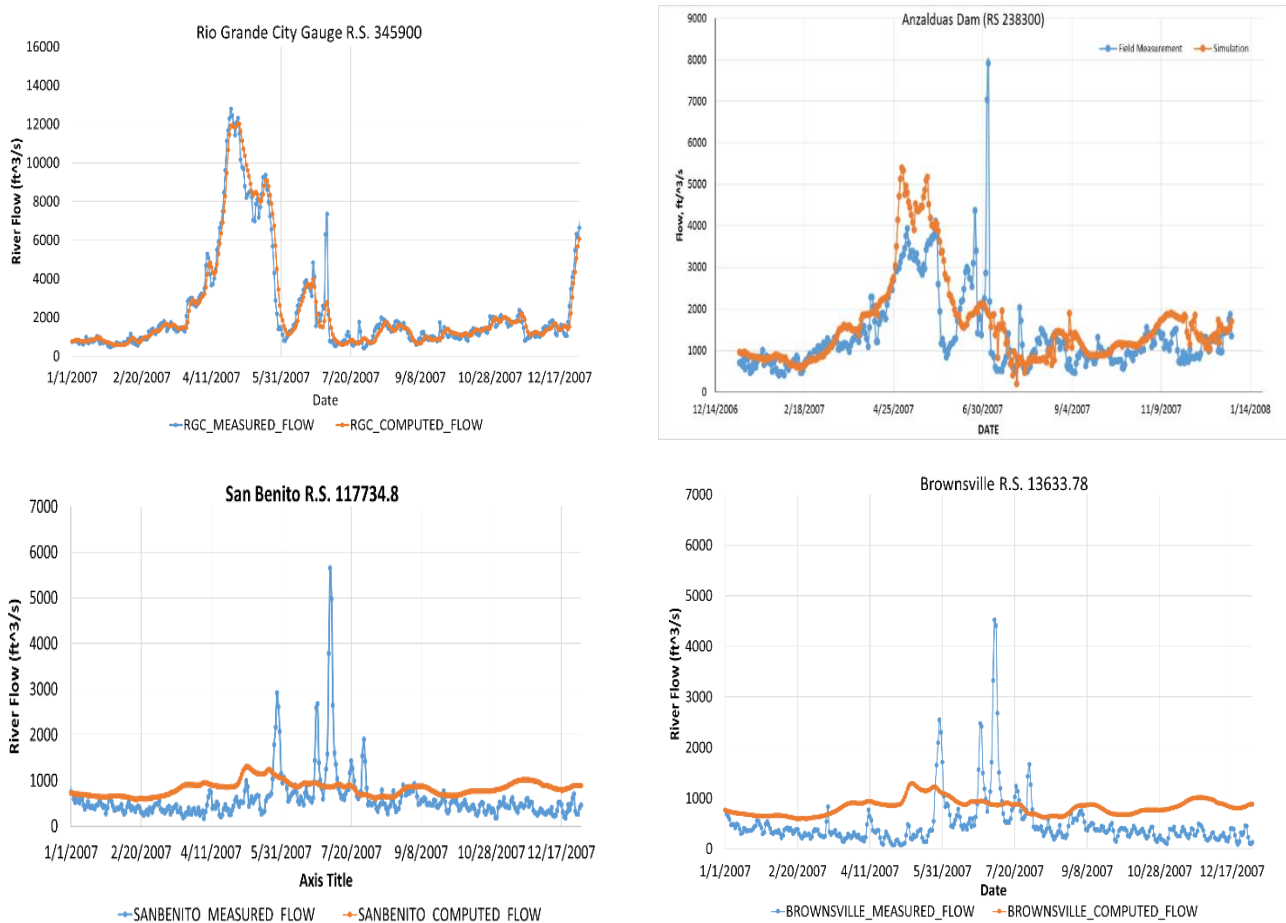 Rio Grande City Gauge R.S. 345900
16000
14000
12000
10000
8000
6000
4000
2000
0
River Flow (ft^3/s)
1/1/2007 2/20/2007 4/11/2007 5/31/2007 7/20/2007 9/8/2007 10/28/2007 12/17/2007
Date
RGC_MEASURED_FLOW RGC_COMPUTED_FLOW
Anzalduas Dam (RS 238300)
Field Measurement Simulation
9000
8000
7000
6000
5000
4000
3000
2000
1000
0
Flow, ft/^3/s
12/14/2006 2/18/2007 4/25/2007 6/30/2007 9/4/2007 11/9/2007 1/14/2008
DATE
San Benito R.S. 117734.8
7000
6000
5000
4000
3000
2000
1000
0
River Flow (ft^3/s)
1/1/2007 2/20/2007 4/11/2007 5/31/2007 7/20/2007 9/8/2007 10/28/2007 12/17/2007
Axis Title
SANBENITO_MEASURED_FLOW SANBENITO_COMPUTED_FLOW
Brownsville R.S. 13633.78
7000
6000
5000
4000
3000
2000
1000
0
River Flow (ft^3/s)
1/1/2007 2/20/2007 4/11/2007 5/31/2007 7/20/2007 9/8/2007 10/28/2007 12/17/2007
Date
BROWNSVILLE_MEASURED_FLOW BROWNSVILLE_COMPUTED_FLOW